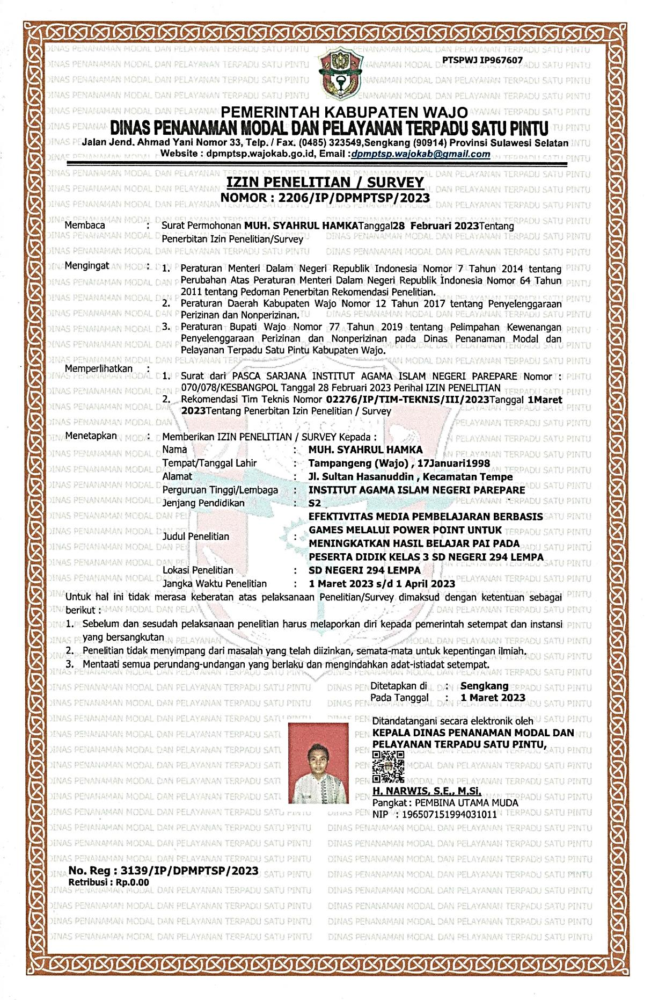 PTSPWJ IP967607
PEMERINTAH KABUPATEN WAJO
DINAS PENANAMAN MODAL DAN PELAYANAN TERPADU SATU PINTU
Jalan Jend. Ahmad Yani Nomor 33, Telp. / Fax. (0485) 323549,Sengkang (90914) Provinsi Sulawesi Selatan
Website : dpmptsp.wajokab.go.id, Email :dpmptsp.wajokab@gmail.com
IZIN PENELITIAN / SURVEY
NOMOR : 2206/IP/DPMPTSP/2023
Membaca : Surat Permohonan MUH. SYAHRUL HAMKATanggal28 Februari 2023Tentang
Penerbitan Izin Penelitian/Survey
Mengingat : 1. Peraturan Menteri Dalam Negeri Republik Indonesia Nomor 7 Tahun 2014 tentang
Perubahan Atas Peraturan Menteri Dalam Negeri Republik Indonesia Nomor 64 Tahun
2011 tentang Pedoman Penerbitan Rekomendasi Penelitian.
2. Peraturan Daerah Kabupaten Wajo Nomor 12 Tahun 2017 tentang Penyelenggaraan
Perizinan dan Nonperizinan.
3. Peraturan Bupati Wajo Nomor 77 Tahun 2019 tentang Pelimpahan Kewenangan
Penyelenggaraan Perizinan dan Nonperizinan pada Dinas Penanaman Modal dan
Pelayanan Terpadu Satu Pintu Kabupaten Wajo.
Memperlihatkan :
1. Surat dari PASCA SARJANA INSTITUT AGAMA ISLAM NEGERI PAREPARE Nomor :
070/078/KESBANGPOL Tanggal 28 Februari 2023 Perihal IZIN PENELITIAN
2. Rekomendasi Tim Teknis Nomor 02276/IP/TIM-TEKNIS/III/2023Tanggal 1Maret
2023Tentang Penerbitan Izin Penelitian / Survey
Menetapkan : Memberikan IZIN PENELITIAN / SURVEY Kepada :
Nama : MUH. SYAHRUL HAMKA
Tempat/Tanggal Lahir : Tampangeng (Wajo) , 17Januari1998
Alamat : Jl. Sultan Hasanuddin , Kecamatan Tempe
Perguruan Tinggi/Lembaga : INSTITUT AGAMA ISLAM NEGERI PAREPARE
Jenjang Pendidikan : S2
Judul Penelitian : EFEKTIVITAS MEDIA PEMBELAJARAN BERBASIS
GAMES MELALUI POWER POINT UNTUK
MENINGKATKAN HASIL BELAJAR PAI PADA
PESERTA DIDIK KELAS 3 SD NEGERI 294 LEMPA
Lokasi Penelitian : SD NEGERI 294 LEMPA
Jangka Waktu Penelitian : 1 Maret 2023 s/d 1 April 2023
Untuk hal ini tidak merasa keberatan atas pelaksanaan Penelitian/Survey dimaksud dengan ketentuan sebagai
berikut :
1. Sebelum dan sesudah pelaksanaan penelitian harus melaporkan diri kepada pemerintah setempat dan instansi
yang bersangkutan
2. Penelitian tidak menyimpang dari masalah yang telah diizinkan, semata-mata untuk kepentingan ilmiah.
3. Mentaati semua perundang-undangan yang berlaku dan mengindahkan adat-istiadat setempat.
Ditetapkan di : Sengkang
Pada Tanggal : 1 Maret 2023
Ditandatangani secara elektronik oleh
KEPALA DINAS PENANAMAN MODAL DAN
PELAYANAN TERPADU SATU PINTU,
H. NARWIS, S.E., M.Si.
Pangkat : PEMBINA UTAMA MUDA
NIP : 196507151994031011
No. Reg : 3139/IP/DPMPTSP/2023
Retribusi : Rp.0.00